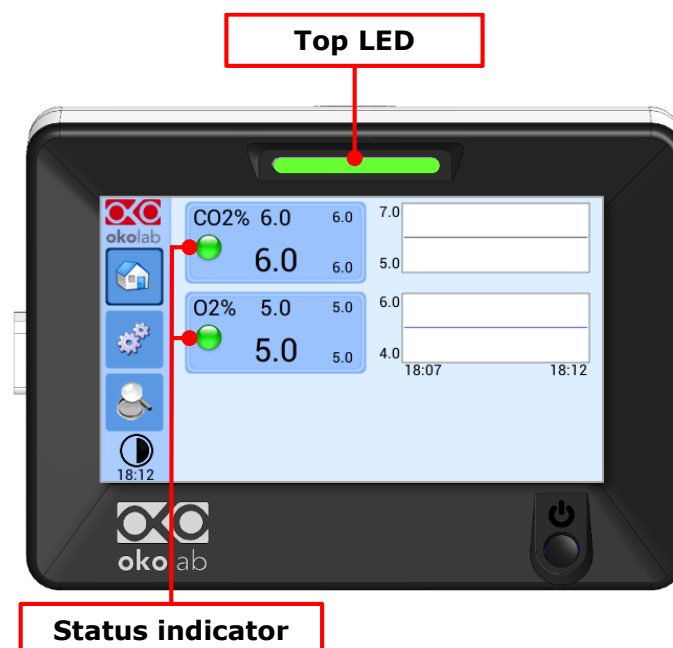 Top LED
okolab
CO2% 6.0 6.0
6.0 6.0
7.0
5.0
O2% 5.0 5.0
5.0 5.0
6.0
4.0
18:07 18:12
18:12
okolab
Status indicator